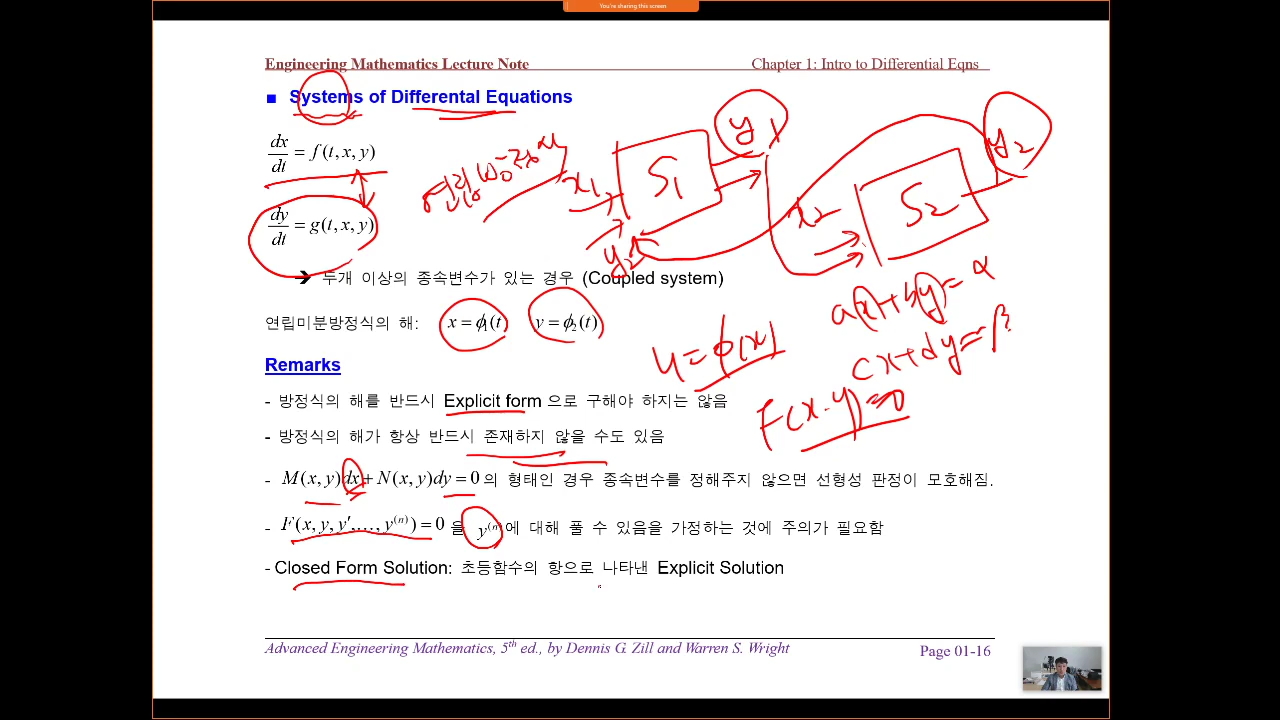 You're sharing this screen
Engineering Mathematics Lecture Note
Chapter 1: Intro to Differential Eqns
■ Systems of Differental Equations
dx/dt = f(t, x, y)
dy/dt = g(t, x, y)
연립
x1
S1
y1
y2
x2
S2
y2
➔ 두개 이상의 종속변수가 있는 경우 (Coupled system)
a(x)+b(y)=α
cx+dy=β
연립미분방정식의 해: x = ϕ₁(t) y = ϕ₂(t)
y=ϕ(x)
Remarks
- 방정식의 해를 반드시 Explicit form 으로 구해야 하지는 않음
F(x,y)=0
- 방정식의 해가 항상 반드시 존재하지 않을 수도 있음
- M(x, y)dx + N(x, y)dy = 0 의 형태인 경우 종속변수를 정해주지 않으면 선형성 판정이 모호해짐.
- F(x, y, y′,…, y⁽ⁿ⁾) = 0 을 y⁽ⁿ⁾에 대해 풀 수 있음을 가정하는 것에 주의가 필요함
- Closed Form Solution: 초등함수의 항으로 나타낸 Explicit Solution
Advanced Engineering Mathematics, 5th ed., by Dennis G. Zill and Warren S. Wright
Page 01-16